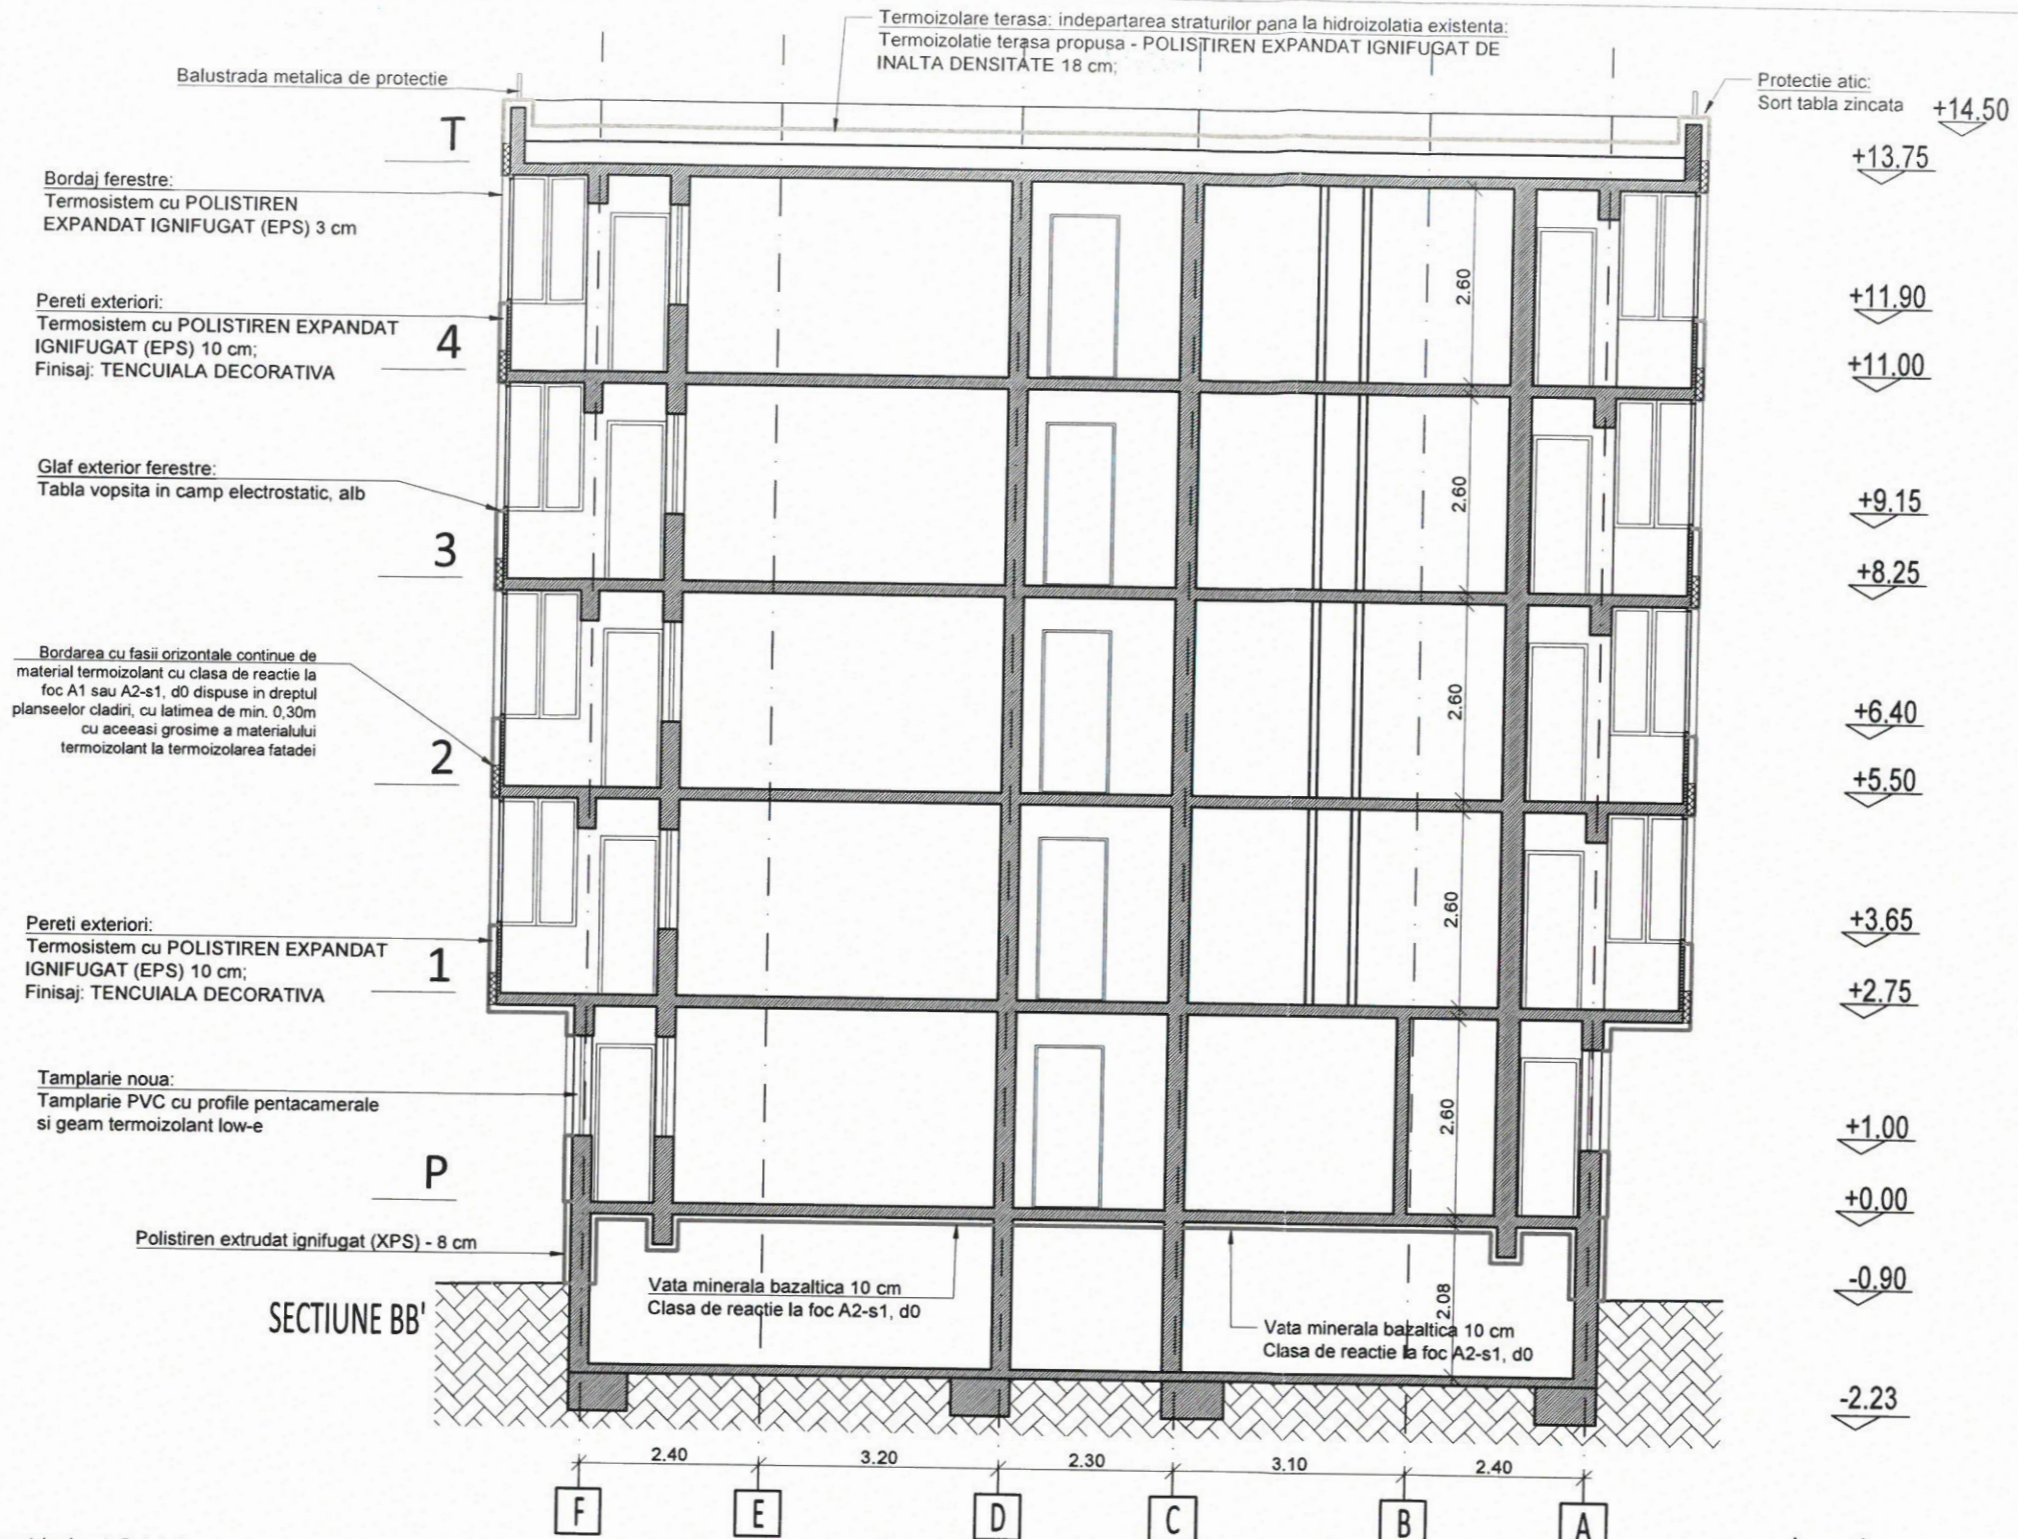 Termoizolare terasa: indepartarea straturilor pana la hidroizolatia existenta:
Termoizolatie terasa propusa - POLISTIREN EXPANDAT IGNIFUGAT DE
INALTA DENSITATE 18 cm;
Balustrada metalica de protectie
Protectie atic:
Sort tabla zincata
+14.50
T
+13.75
Bordaj ferestre:
Termosistem cu POLISTIREN
EXPANDAT IGNIFUGAT (EPS) 3 cm
2.60
+11.90
Pereti exteriori:
Termosistem cu POLISTIREN EXPANDAT
IGNIFUGAT (EPS) 10 cm;
Finisaj: TENCUIALA DECORATIVA
4
+11.00
Glaf exterior ferestre:
Tabla vopsita in camp electrostatic, alb
2.60
+9.15
3
+8.25
Bordarea cu fasii orizontale continue de
material termoizolant cu clasa de reactie la
foc A1 sau A2-s1, d0 dispuse in dreptul
planseelor cladiri, cu latimea de min. 0,30m
cu aceeasi grosime a materialului
termoizolant la termoizolarea fatadei
2.60
+6.40
2
+5.50
2.60
+3.65
Pereti exteriori:
Termosistem cu POLISTIREN EXPANDAT
IGNIFUGAT (EPS) 10 cm;
Finisaj: TENCUIALA DECORATIVA
1
+2.75
Tamplarie noua:
Tamplarie PVC cu profile pentacamerale
si geam termoizolant low-e
2.60
+1,00
P
+0,00
Polistiren extrudat ignifugat (XPS) - 8 cm
-0.90
Vata minerala bazaltica 10 cm
Clasa de reactie la foc A2-s1, d0
2.08
SECTIUNE BB'
Vata minerala bazaltica 10 cm
Clasa de reactie la foc A2-s1, d0
-2.23
2.40
3.20
2.30
3.10
2.40
F
E
D
C
B
A